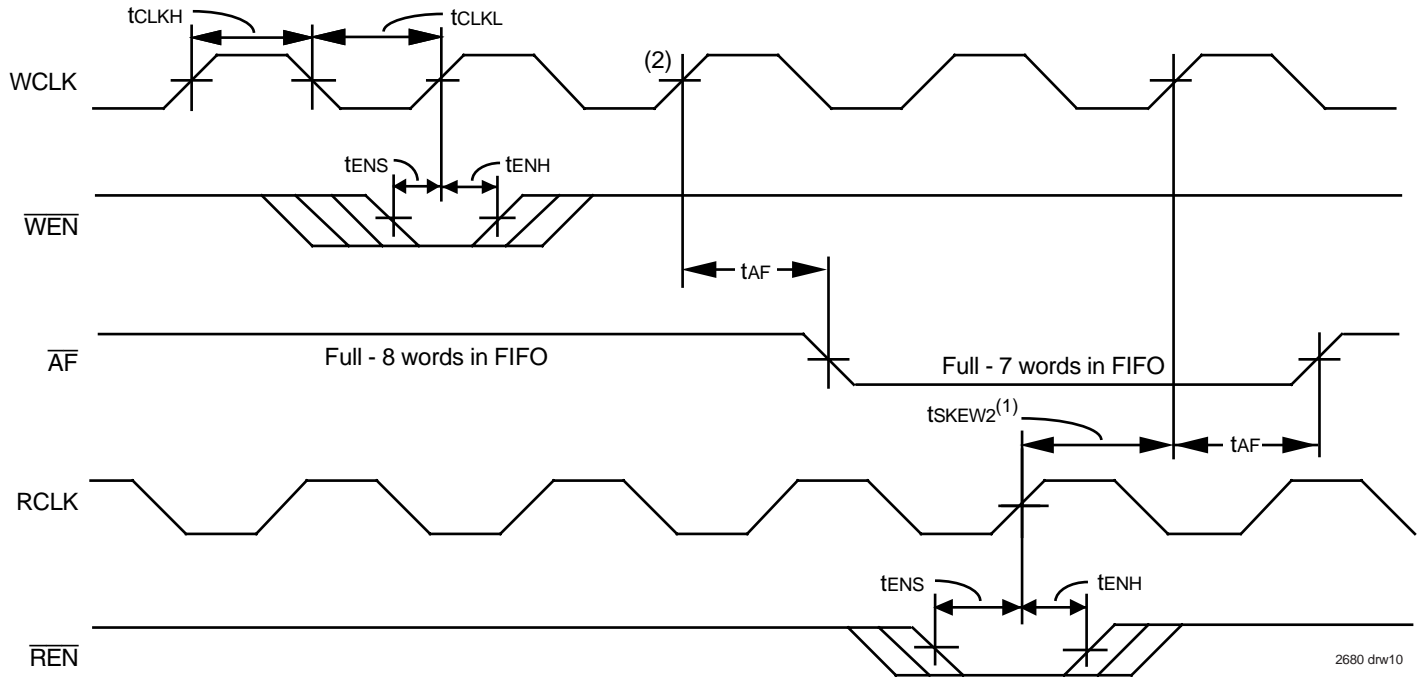 tCLKH
tCLKL
(2)
WCLK
tENS
tENH
WEN
tAF
AF
Full - 8 words in FIFO
Full - 7 words in FIFO
tSKEW2(1)
tAF
RCLK
tENS
tENH
REN
2680 drw10